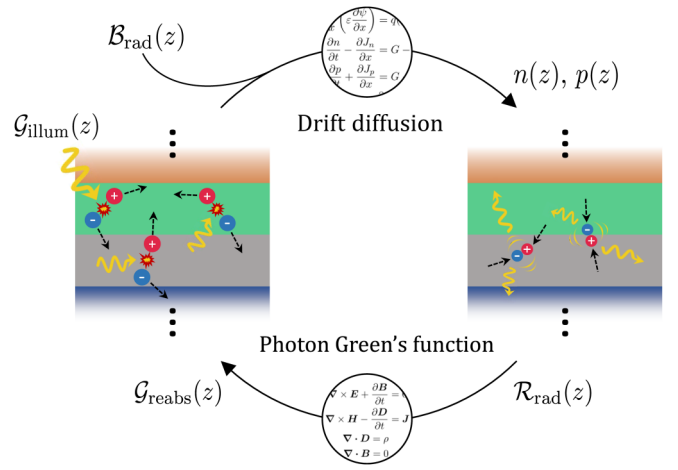 𝓑rad(z)
x (ε ∂ψ/∂x) = q(
∂n/∂t − ∂Jn/∂x = G −
∂p/ + ∂Jp/∂x = G
n(z), p(z)
Drift diffusion
𝓖illum(z)
+ + +
− − −
− +
− +
Photon Green's function
𝓖reabs(z)
𝓡rad(z)
∇ × E + ∂B/∂t =
∇ × H − ∂D/∂t = J
∇ · D = ρ
∇ · B = 0